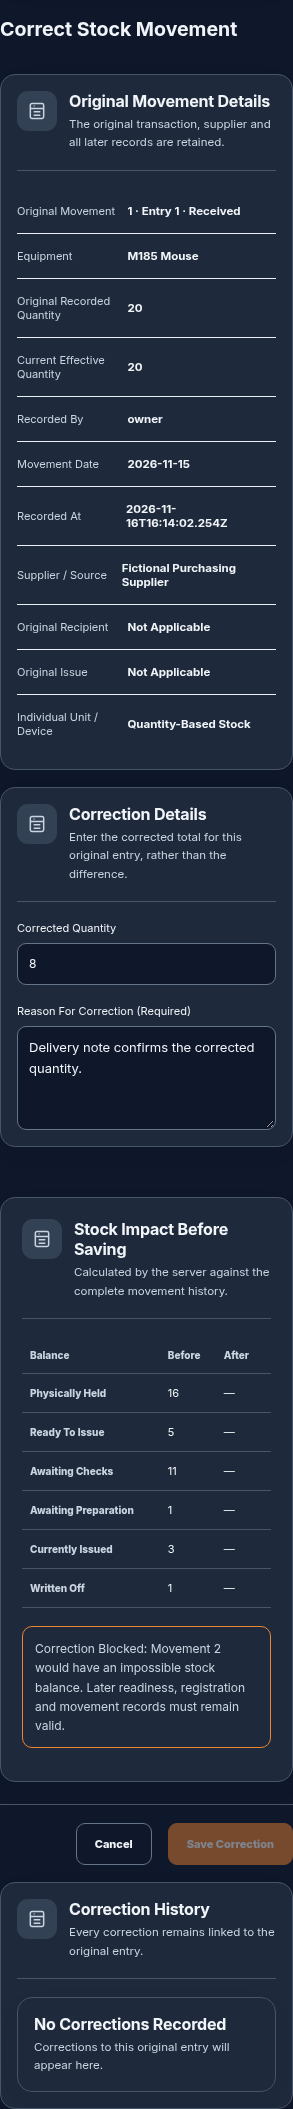 Correct Stock Movement
Original Movement Details
The original transaction, supplier and
all later records are retained.
Original Movement 1 · Entry 1 · Received
Equipment M185 Mouse
Original Recorded
Quantity
20
Current Effective
Quantity
20
Recorded By owner
Movement Date 2026-11-15
Recorded At
2026-11-
16T16:14:02.254Z
Supplier / Source
Fictional Purchasing
Supplier
Original Recipient Not Applicable
Original Issue Not Applicable
Individual Unit /
Device
Quantity-Based Stock
Correction Details
Enter the corrected total for this
original entry, rather than the
difference.
Corrected Quantity
8
Reason For Correction (Required)
Delivery note confirms the corrected
quantity.
Stock Impact Before
Saving
Calculated by the server against the
complete movement history.
Balance Before After
Physically Held 16 —
Ready To Issue 5 —
Awaiting Checks 11 —
Awaiting Preparation 1 —
Currently Issued 3 —
Written Off 1 —
Correction Blocked: Movement 2
would have an impossible stock
balance. Later readiness, registration
and movement records must remain
valid.
Cancel Save Correction
Correction History
Every correction remains linked to the
original entry.
No Corrections Recorded
Corrections to this original entry will
appear here.